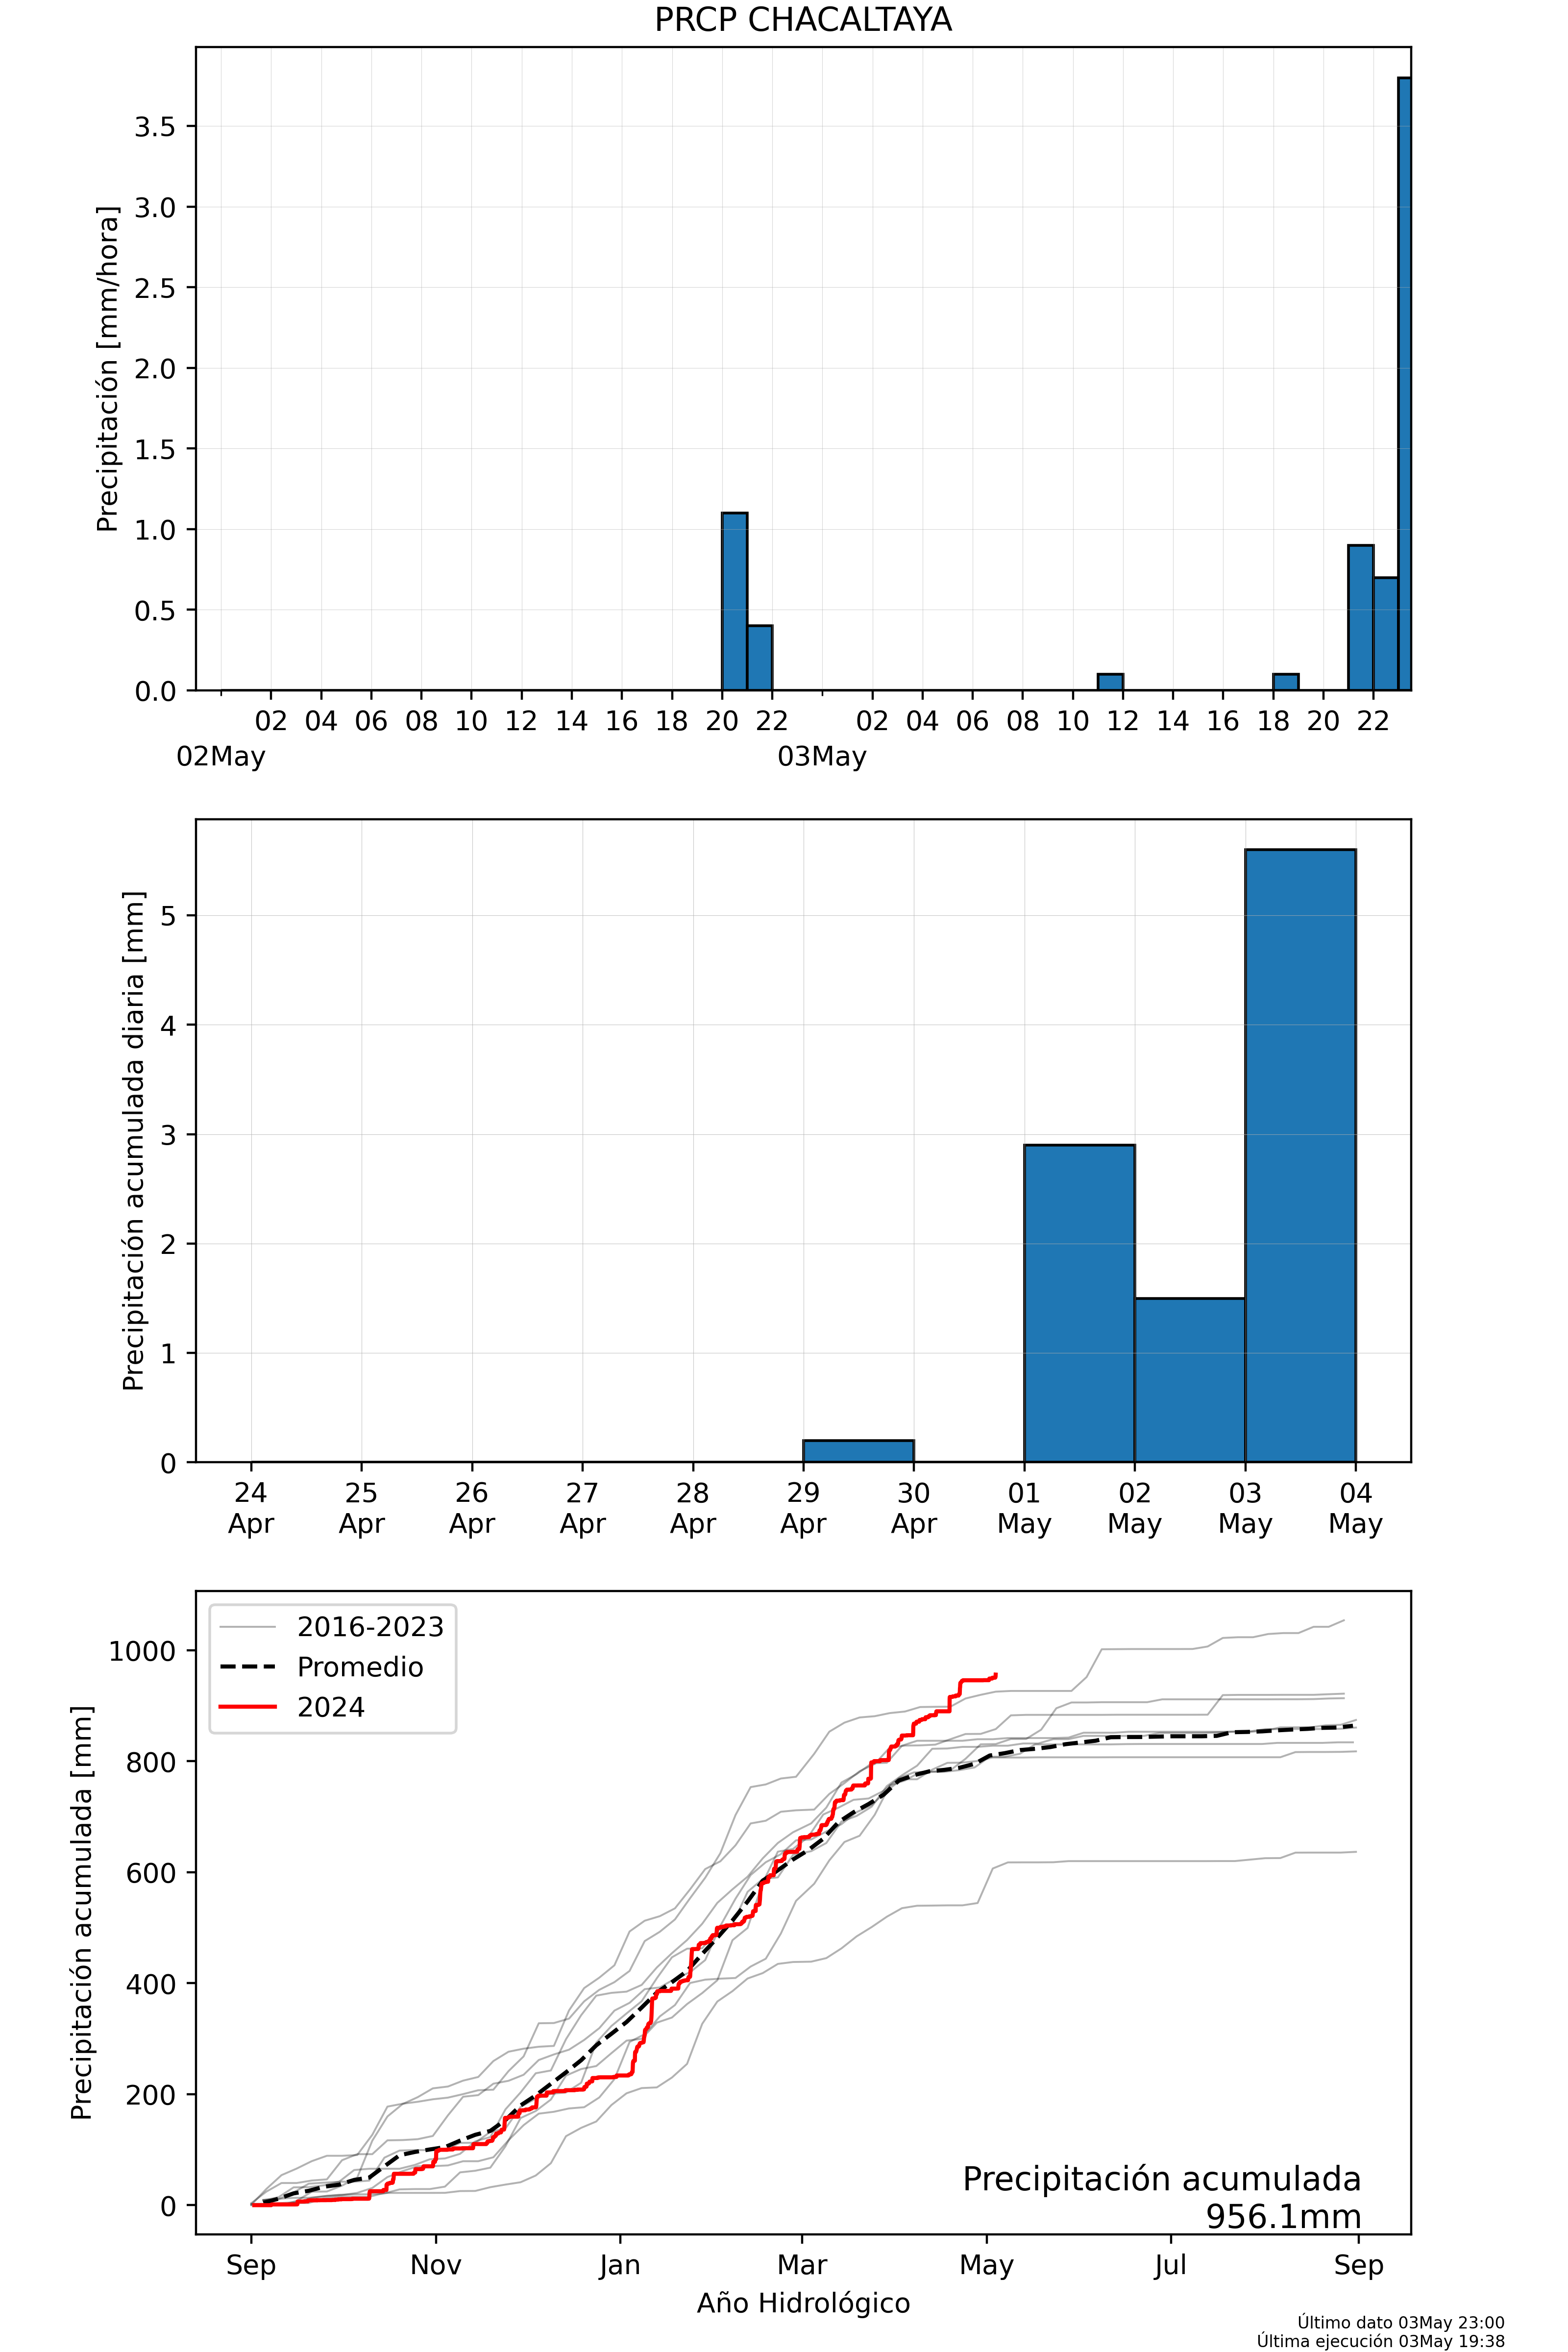 PRCP CHACALTAYA
Precipitación [mm/hora]
3.5
3.0
2.5
2.0
1.5
1.0
0.5
0.0
02 04 06 08 10 12 14 16 18 20 22 02 04 06 08 10 12 14 16 18 20 22
02May 03May
Precipitación acumulada diaria [mm]
5
4
3
2
1
0
24 25 26 27 28 29 30 01 02 03 04
Apr Apr Apr Apr Apr Apr Apr May May May May
2016-2023
Promedio
2024
Precipitación acumulada [mm]
1000
800
600
400
200
0
Precipitación acumulada
956.1mm
Sep Nov Jan Mar May Jul Sep
Año Hidrológico
Último dato 03May 23:00
Última ejecución 03May 19:38